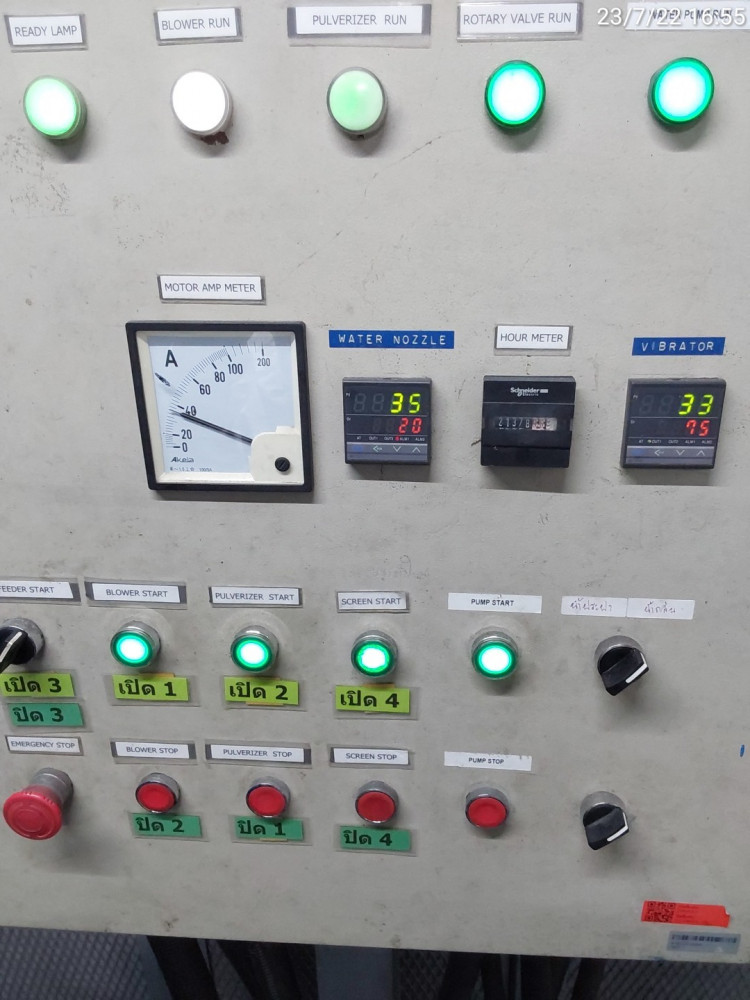 READY LAMP
BLOWER RUN
PULVERIZER RUN
ROTARY VALVE RUN
23/7/22 16:55
MOTOR AMP METER
WATER NOZZLE
HOUR METER
VIBRATOR
A
200
100
80
60
40
20
0
35
20
Schneider
33
75
FEEDER START
BLOWER START
PULVERIZER START
SCREEN START
PUMP START
เปิด 3
เปิด 1
เปิด 2
เปิด 4
ปิด 3
EMERGENCY STOP
BLOWER STOP
PULVERIZER STOP
SCREEN STOP
PUMP STOP
ปิด 2
ปิด 1
ปิด 4